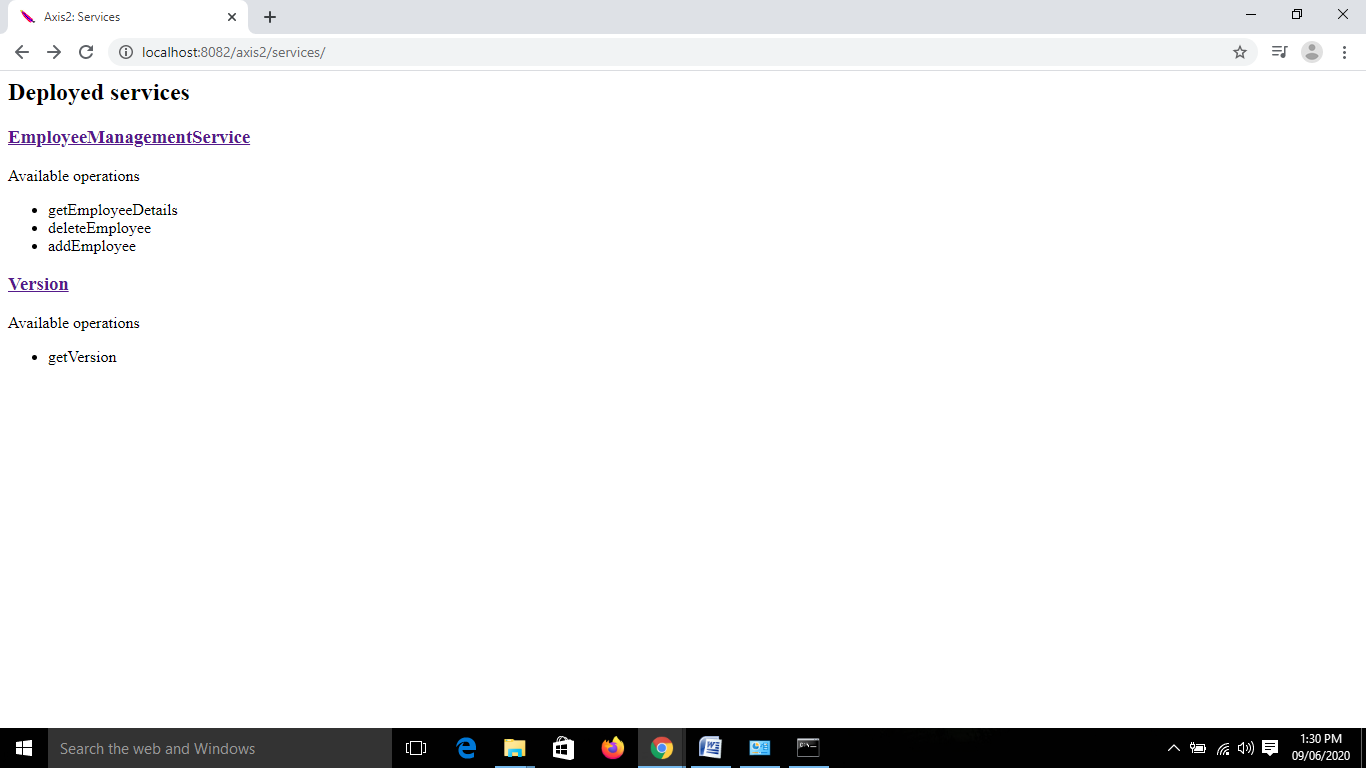 Axis2: Services
localhost:8082/axis2/services/
Deployed services
EmployeeManagementService
Available operations
getEmployeeDetails
deleteEmployee
addEmployee
Version
Available operations
getVersion
Search the web and Windows
1:30 PM
09/06/2020